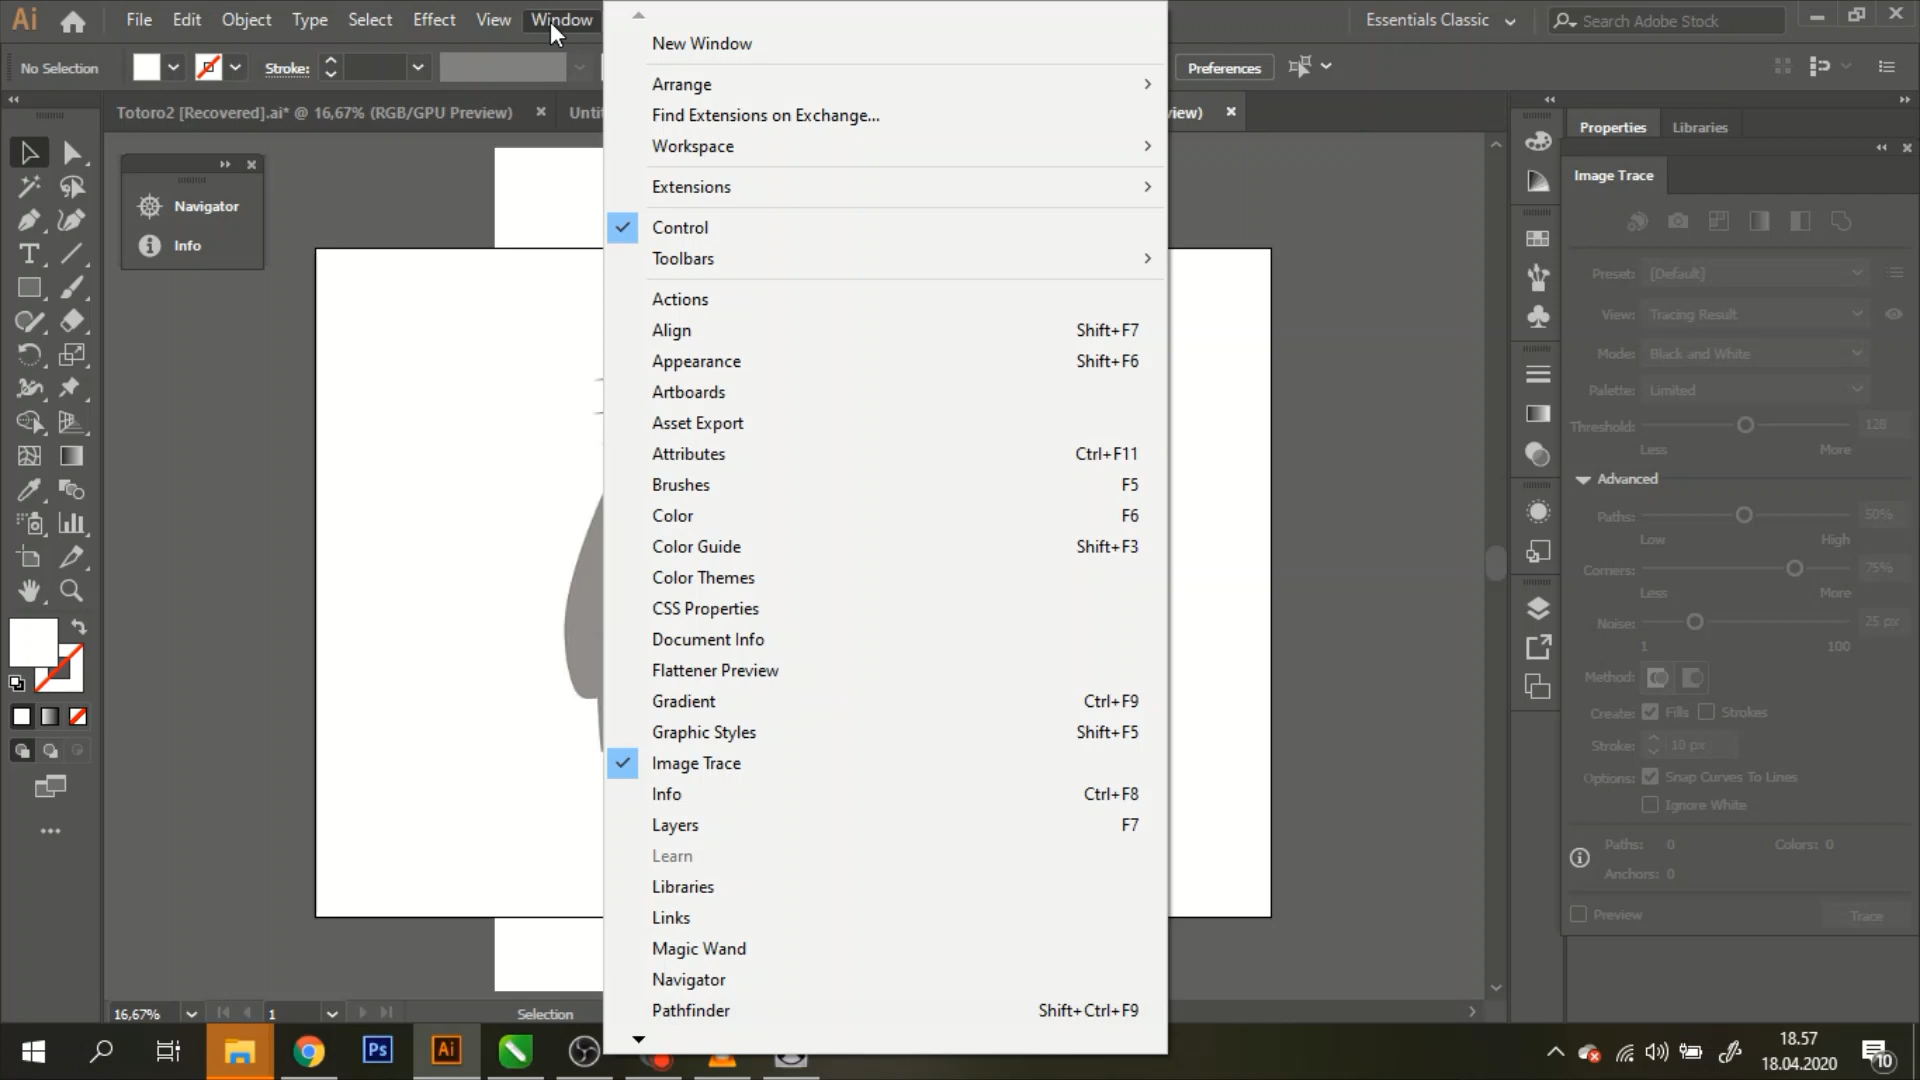 Ai File Edit Object Type Select Effect View Window Essentials Classic Search Adobe Stock
No Selection Stroke: Preferences
Totoro2 [Recovered].ai* @ 16,67% (RGB/GPU Preview) × iew) ×
Navigator
Info
New Window
Arrange
Find Extensions on Exchange...
Workspace
Extensions
Control
Toolbars
Actions
Align Shift+F7
Appearance Shift+F6
Artboards
Asset Export
Attributes Ctrl+F11
Brushes F5
Color F6
Color Guide Shift+F3
Color Themes
CSS Properties
Document Info
Flattener Preview
Gradient Ctrl+F9
Graphic Styles Shift+F5
Image Trace
Info Ctrl+F8
Layers F7
Learn
Libraries
Links
Magic Wand
Navigator
Pathfinder Shift+Ctrl+F9
Properties Libraries
Image Trace
Preset: [Default]
View: Tracing Result
Mode: Black and White
Palette: Limited
Threshold: 128
Less More
Advanced
Paths: 50%
Low High
Corners: 75%
Less More
Noise: 25 px
1 100
Method:
Create: Fills Strokes
Stroke: 10 px
Options: Snap Curves To Lines
Ignore White
Paths: 0 Colors: 0
Anchors: 0
Preview Trace
16,67% 1 Selection
Ps Ai
18.57
18.04.2020
10